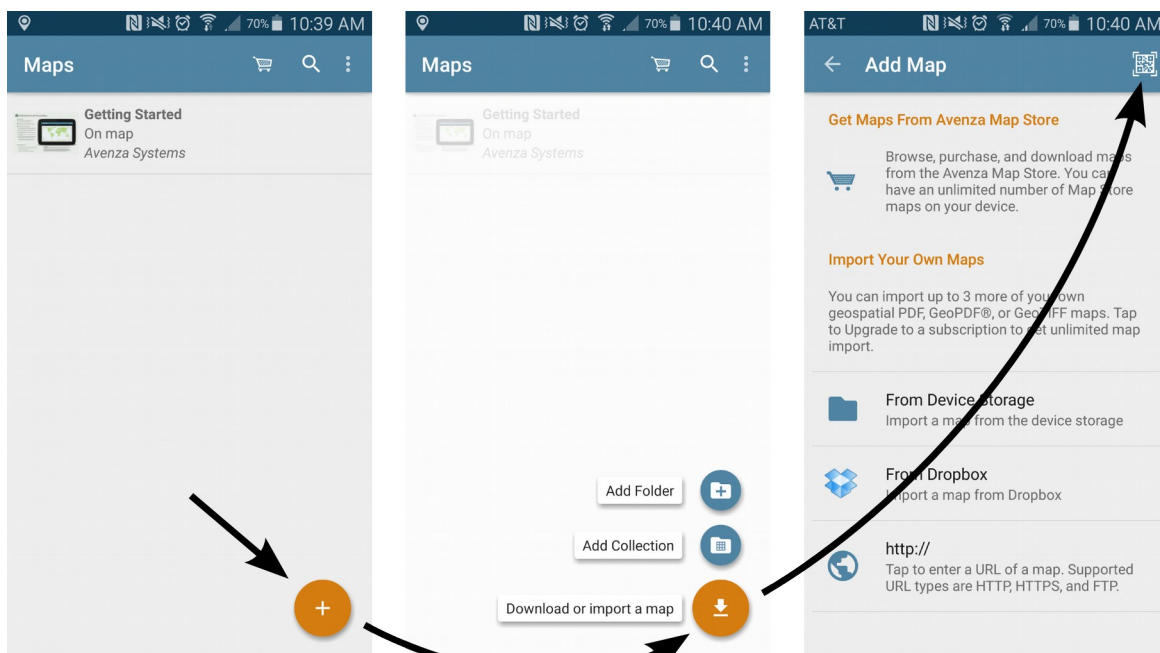 70% 10:39 AM
Maps
Getting Started
On map
Avenza Systems
70% 10:40 AM
Maps
Getting Started
On map
Avenza Systems
Add Folder
Add Collection
Download or import a map
AT&T 70% 10:40 AM
Add Map
Get Maps From Avenza Map Store
Browse, purchase, and download maps
from the Avenza Map Store. You can
have an unlimited number of Map Store
maps on your device.
Import Your Own Maps
You can import up to 3 more of your own
geospatial PDF, GeoPDF®, or GeoTIFF maps. Tap
to Upgrade to a subscription to get unlimited map
import.
From Device Storage
Import a map from the device storage
From Dropbox
Import a map from Dropbox
http://
Tap to enter a URL of a map. Supported
URL types are HTTP, HTTPS, and FTP.